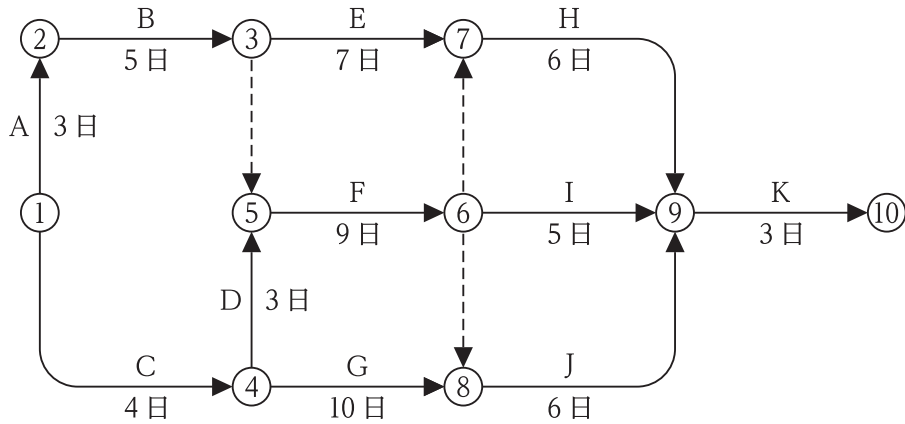 B E H
② ③ ⑦
5日 7日 6日
A 3日
F I K
① ⑤ ⑥ ⑨ ⑩
9日 5日 3日
D 3日
C G J
④ ⑧
4日 10日 6日